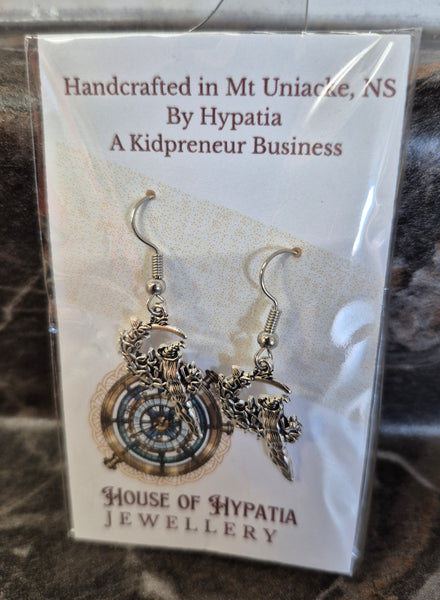 Handcrafted in Mt Uniacke, NS
By Hypatia
A Kidpreneur Business
HOUSE OF HYPATIA
JEWELLERY